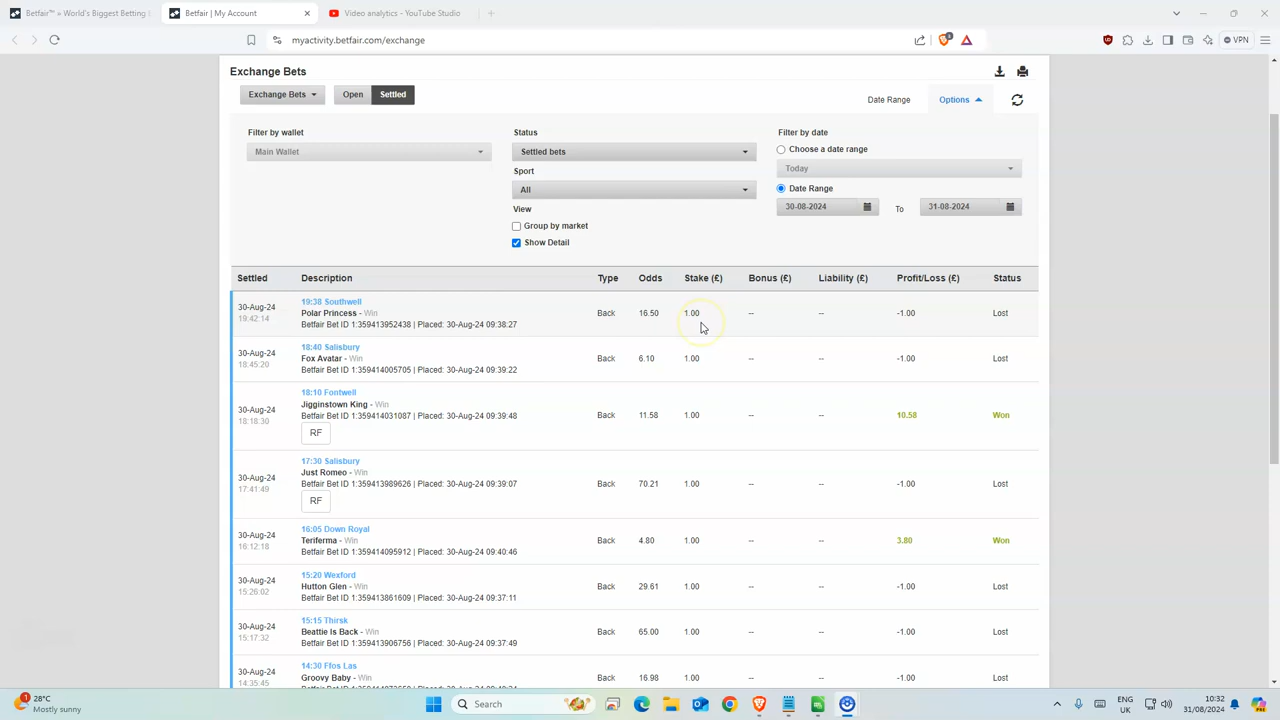 Betfair™ » World's Biggest Betting
Betfair | My Account
Video analytics - YouTube Studio
myactivity.betfair.com/exchange
VPN
Exchange Bets
Exchange Bets
Open
Settled
Date Range
Options
Filter by wallet
Main Wallet
Status
Settled bets
Sport
All
View
Group by market
Show Detail
Filter by date
Choose a date range
Today
Date Range
30-08-2024
To
31-08-2024
Settled Description Type Odds Stake (£) Bonus (£) Liability (£) Profit/Loss (£) Status
30-Aug-24
19:42:14
19:38 Southwell
Polar Princess - Win
Betfair Bet ID 1:359413952438 | Placed: 30-Aug-24 09:38:27
Back 16.50 1.00 -- -- -1.00 Lost
30-Aug-24
18:45:20
18:40 Salisbury
Fox Avatar - Win
Betfair Bet ID 1:359414005705 | Placed: 30-Aug-24 09:39:22
Back 6.10 1.00 -- -- -1.00 Lost
30-Aug-24
18:18:30
18:10 Fontwell
Jigginstown King - Win
Betfair Bet ID 1:359414031087 | Placed: 30-Aug-24 09:39:48
RF
Back 11.58 1.00 -- -- 10.58 Won
30-Aug-24
17:41:49
17:30 Salisbury
Just Romeo - Win
Betfair Bet ID 1:359413989626 | Placed: 30-Aug-24 09:39:07
RF
Back 70.21 1.00 -- -- -1.00 Lost
30-Aug-24
16:12:18
16:05 Down Royal
Teriferma - Win
Betfair Bet ID 1:359414095912 | Placed: 30-Aug-24 09:40:46
Back 4.80 1.00 -- -- 3.80 Won
30-Aug-24
15:26:02
15:20 Wexford
Hutton Glen - Win
Betfair Bet ID 1:359413861609 | Placed: 30-Aug-24 09:37:11
Back 29.61 1.00 -- -- -1.00 Lost
30-Aug-24
15:17:32
15:15 Thirsk
Beattie Is Back - Win
Betfair Bet ID 1:359413906756 | Placed: 30-Aug-24 09:37:49
Back 65.00 1.00 -- -- -1.00 Lost
30-Aug-24
14:35:45
14:30 Ffos Las
Groovy Baby - Win
Back 16.98 1.00 -- -- -1.00 Lost
28°C
Mostly sunny
Search
ENG
UK
10:32
31/08/2024